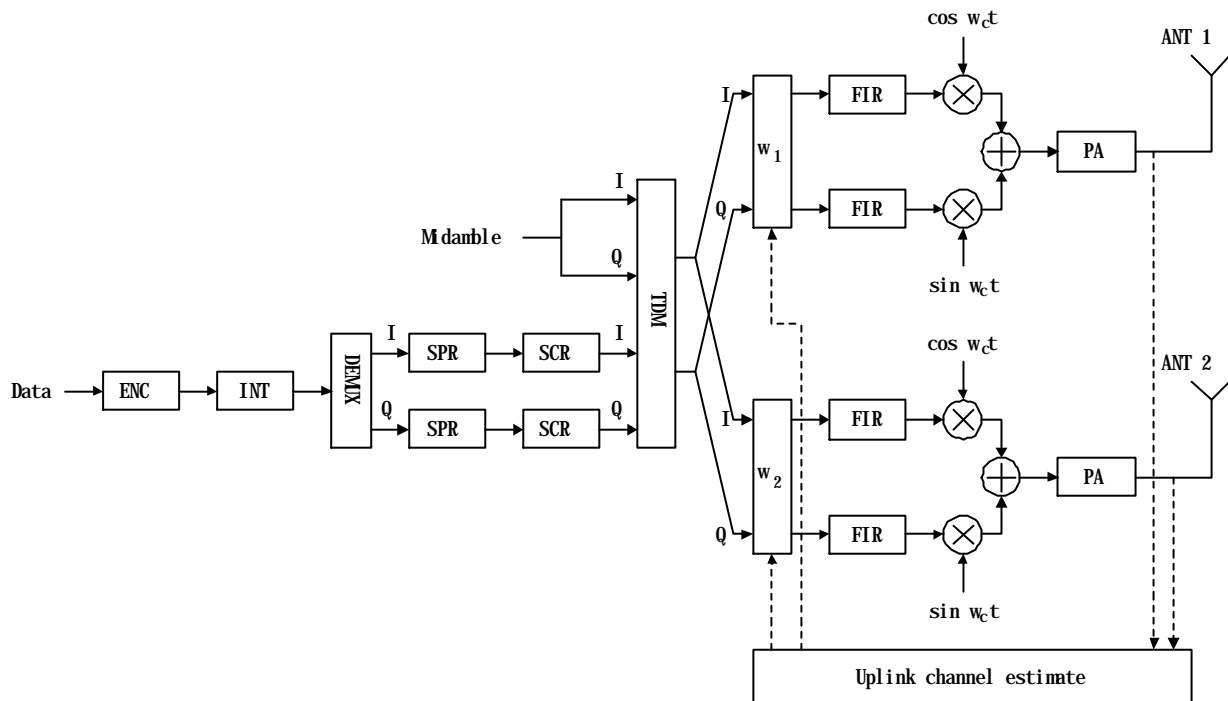 cos w_ct
ANT 1
I
FIR
w_1
PA
I
Q
FIR
Midamble
Q
sin w_ct
TDM
I
SPR
SCR
I
cos w_ct
ANT 2
Data
ENC
INT
DEMUX
Q
SPR
SCR
Q
I
FIR
w_2
PA
Q
FIR
sin w_ct
Uplink channel estimate